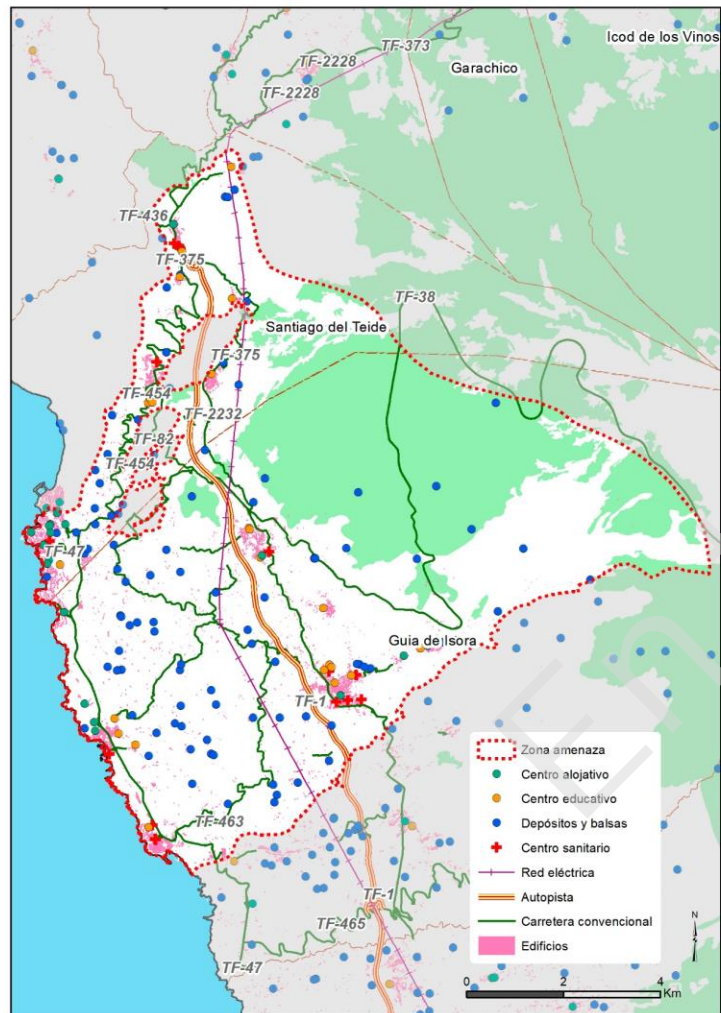 TF-373
Icod de los Vinos
TF-2228
Garachico
TF-2228
TF-436
TF-375
TF-38
Santiago del Teide
TF-375
TF-454
TF-2232
TF-82
TF-454
TF-47
Guia de Isora
TF-1
TF-463
TF-1
TF-465
TF-47
Zona amenaza
Centro alojativo
Centro educativo
Depósitos y balsas
Centro sanitario
Red eléctrica
Autopista
Carretera convencional
Edificios
N
0 2 4
Km
En